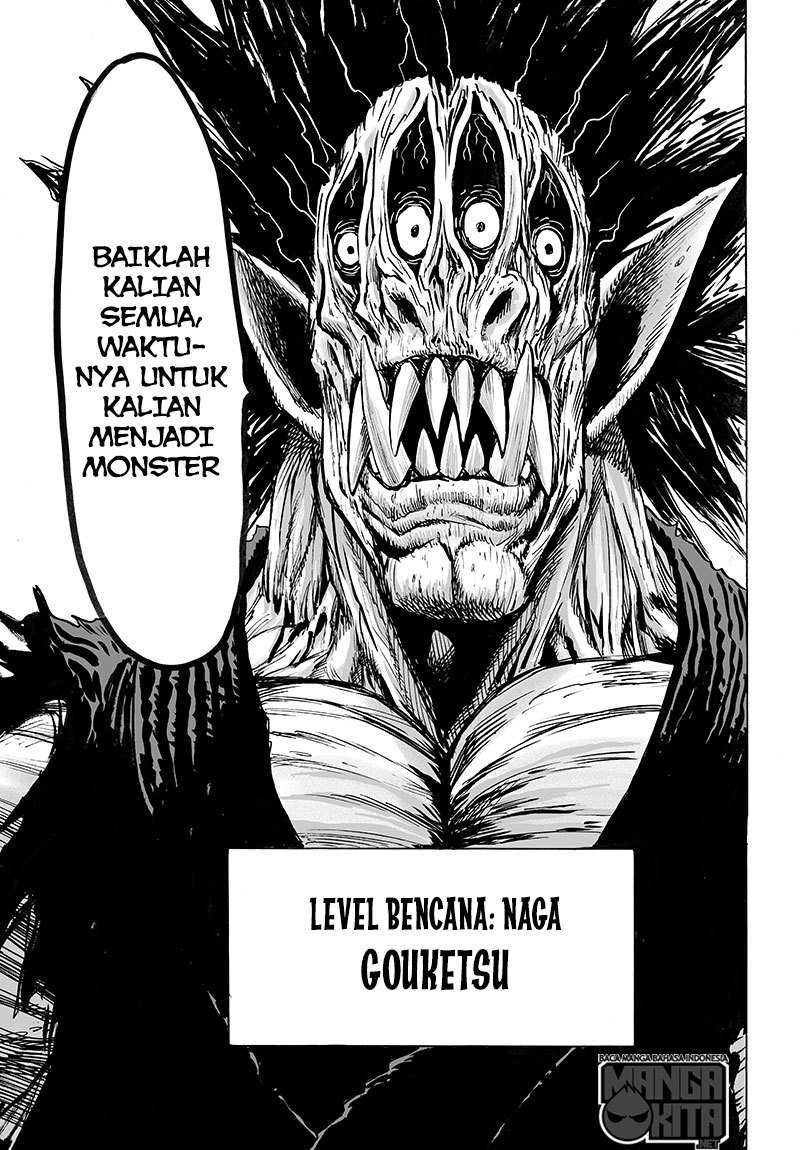 BAIKLAH
KALIAN
SEMUA,
WAKTU-
NYA UNTUK
KALIAN
MENJADI
MONSTER
LEVEL BENCANA: NAGA
GOUKETSU
BACA MANGA BAHASA INDONESIA
MANGA
KITA
.NET